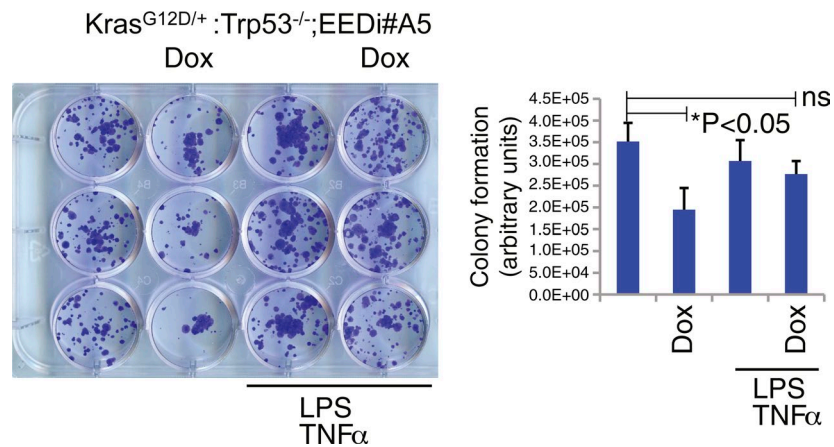 Kras^G12D/+ :Trp53^-/-;EEDi#A5
Dox Dox
LPS
TNFα
Colony formation
(arbitrary units)
4.5E+05
4.0E+05
3.5E+05
3.0E+05
2.5E+05
2.0E+05
1.5E+05
1.0E+05
5.0E+04
0.0E+00
ns
*P<0.05
Dox
Dox
LPS
TNFα